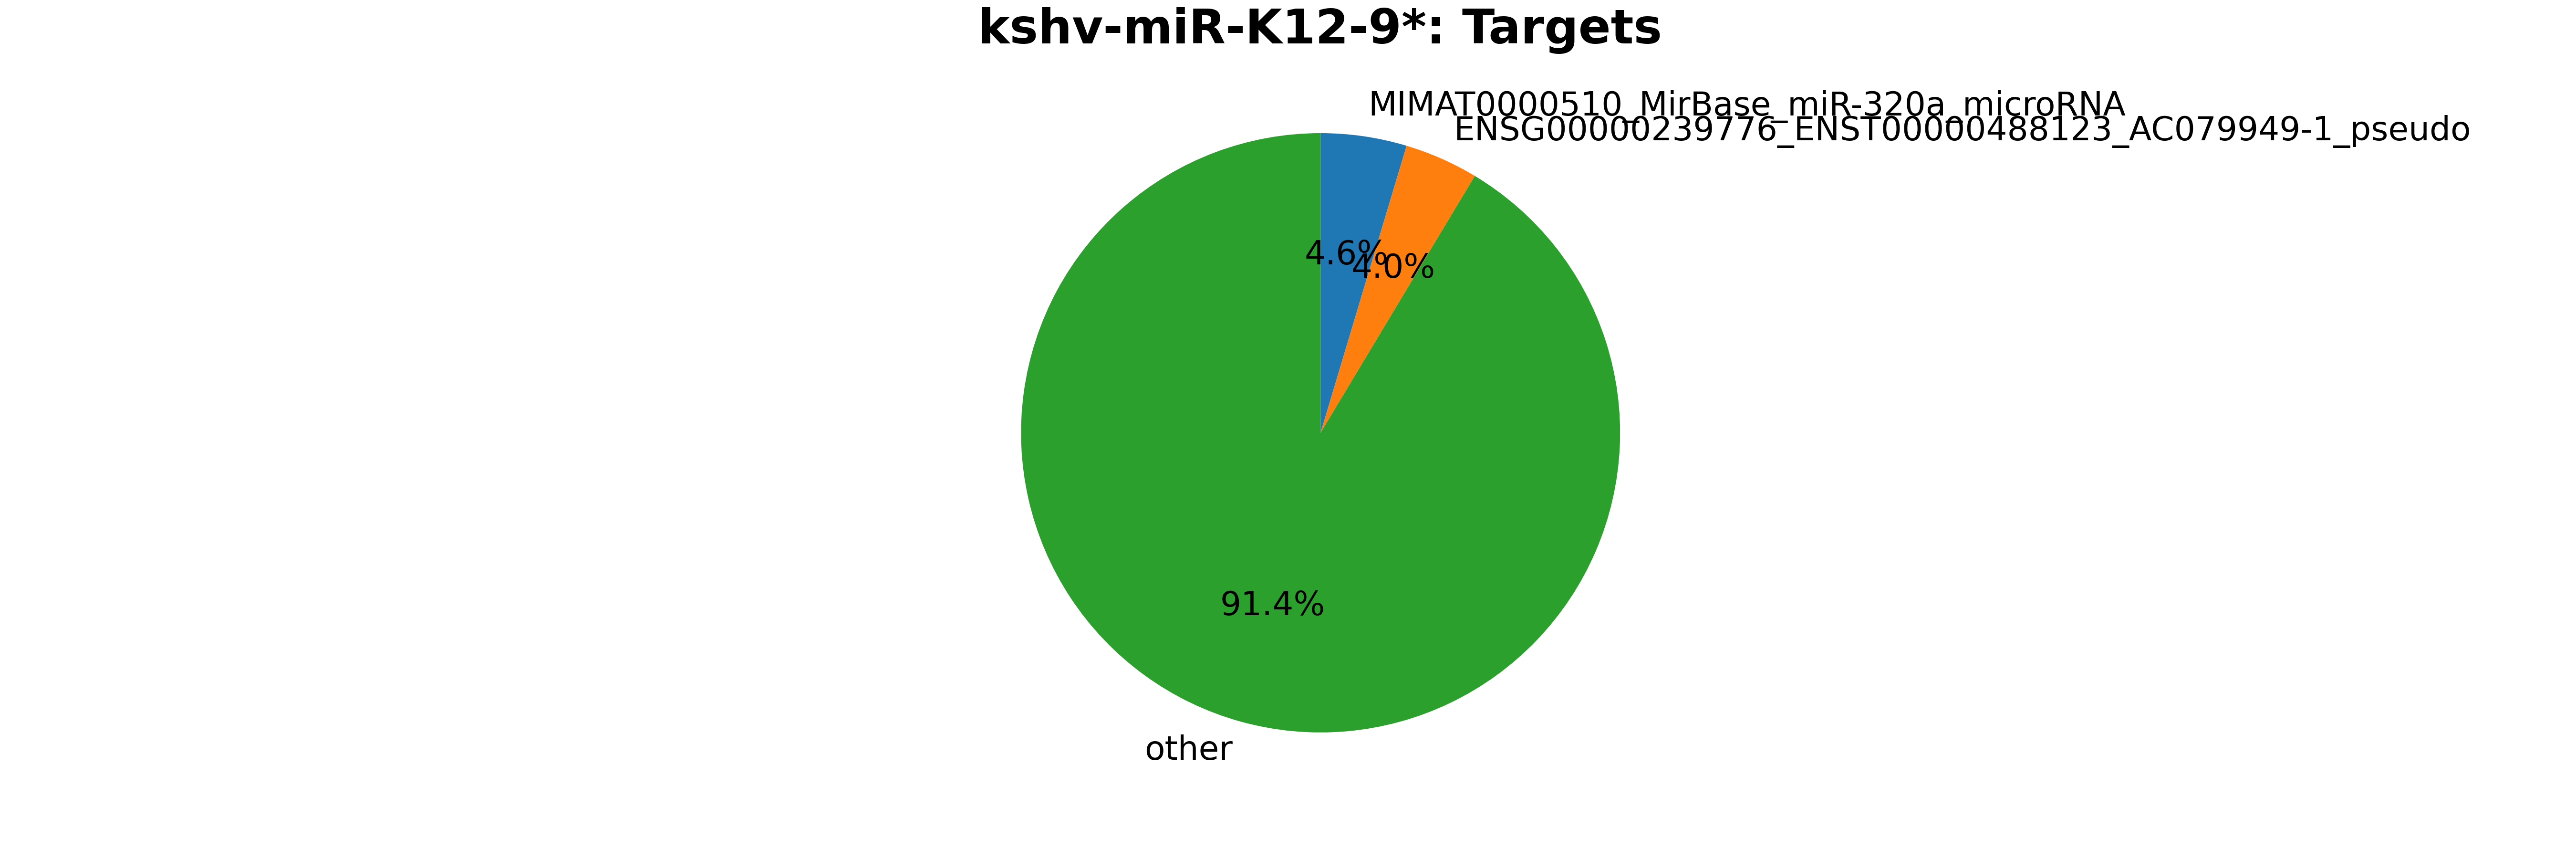 kshv-miR-K12-9*: Targets
MIMAT0000510_MirBase_miR-320a_microRNA
ENSG00000239776_ENST00000488123_AC079949-1_pseudo
4.6%
4.0%
91.4%
other